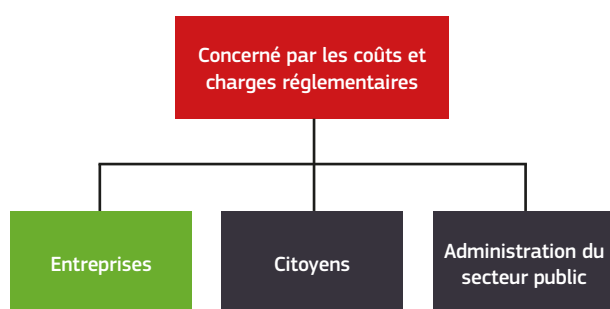 Concerné par les coûts et
charges réglementaires
Entreprises
Citoyens
Administration du
secteur public